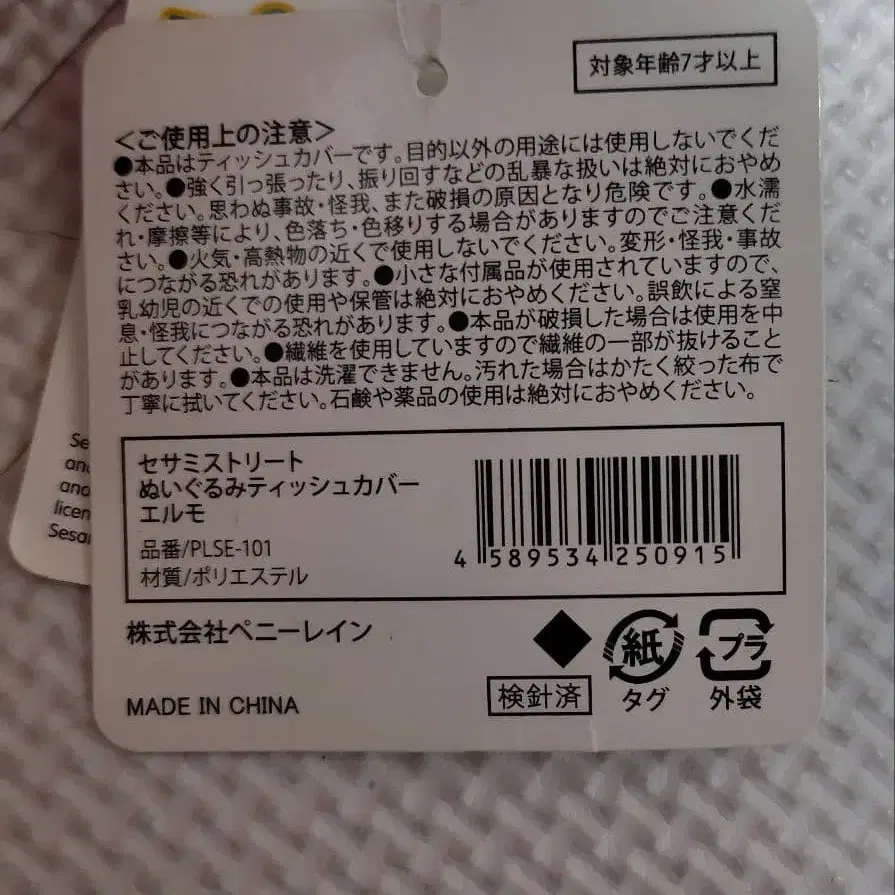 対象年齢7才以上
<ご使用上の注意>
●本品はティッシュカバーです。目的以外の用途には使用しないでくだ
さい。●強く引っ張ったり、振り回すなどの乱暴な扱いは絶対におやめ
ください。思わぬ事故・怪我、また破損の原因となり危険です。●水濡
れ・摩擦等により、色落ち・色移りする場合がありますのでご注意くだ
さい。●火気・高熱物の近くで使用しないでください。変形・怪我・事故
につながる恐れがあります。●小さな付属品が使用されていますので、
乳幼児の近くでの使用や保管は絶対におやめください。誤飲による窒
息・怪我につながる恐れがあります。●本品が破損した場合は使用を中
止してください。●繊維を使用していますので繊維の一部が抜けること
があります。●本品は洗濯できません。汚れた場合はかたく絞った布で
丁寧に拭いてください。石鹸や薬品の使用は絶対におやめください。
セサミストリート
ぬいぐるみティッシュカバー
エルモ
品番/PLSE-101
材質/ポリエステル
4 589534 250915
株式会社ペニーレイン
MADE IN CHINA
検針済
紙
タグ
プラ
外袋
Se
and
and
licen
Sesa